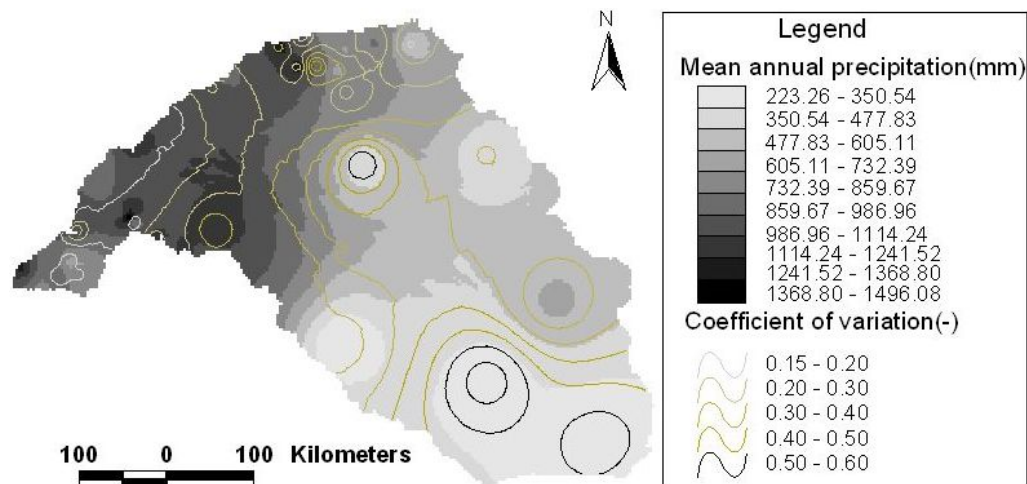 N
Legend
Mean annual precipitation(mm)
223.26 - 350.54
350.54 - 477.83
477.83 - 605.11
605.11 - 732.39
732.39 - 859.67
859.67 - 986.96
986.96 - 1114.24
1114.24 - 1241.52
1241.52 - 1368.80
1368.80 - 1496.08
Coefficient of variation(-)
0.15 - 0.20
0.20 - 0.30
0.30 - 0.40
0.40 - 0.50
0.50 - 0.60
100 0 100 Kilometers